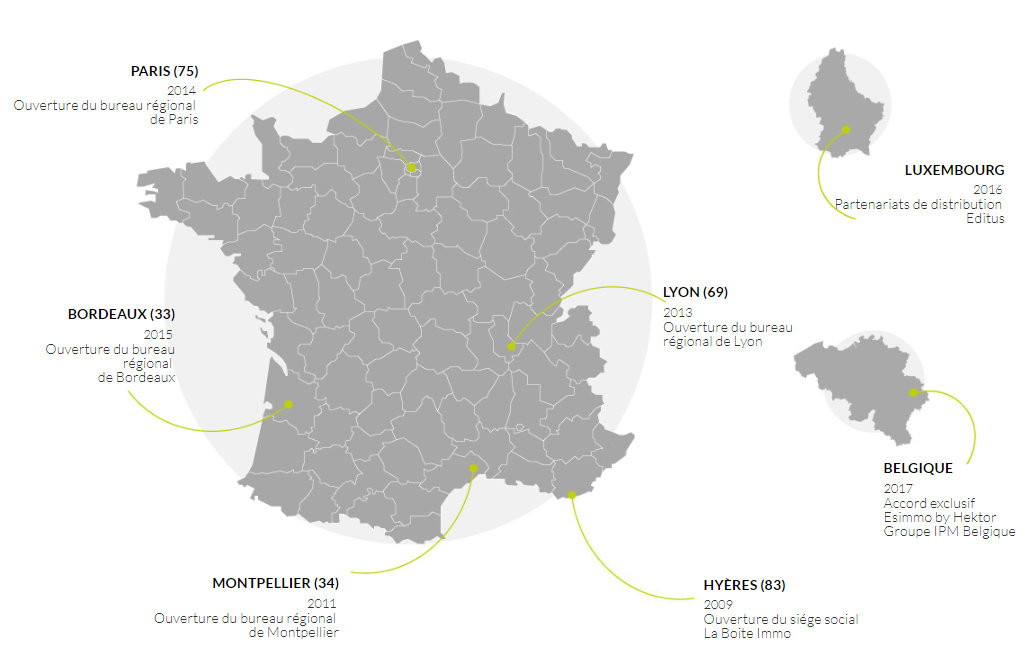 PARIS (75)
2014
Ouverture du bureau régional
de Paris
LUXEMBOURG
2016
Partenariats de distribution
Editus
BORDEAUX (33)
2015
Ouverture du bureau
régional
de Bordeaux
LYON (69)
2013
Ouverture du bureau
régional de Lyon
BELGIQUE
2017
Accord exclusif
Esimmo by Hektor
Groupe IPM Belgique
MONTPELLIER (34)
2011
Ouverture du bureau régional
de Montpellier
HYÈRES (83)
2009
Ouverture du siége social
La Boite Immo